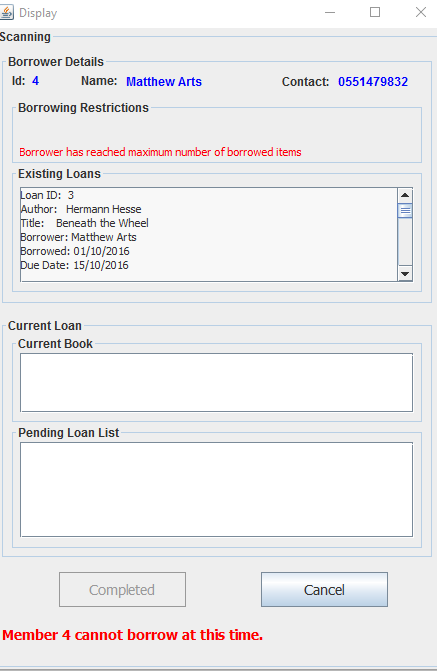 Display
Scanning
Borrower Details
Id: 4 Name: Matthew Arts Contact: 0551479832
Borrowing Restrictions
Borrower has reached maximum number of borrowed items
Existing Loans
Loan ID: 3
Author: Hermann Hesse
Title: Beneath the Wheel
Borrower: Matthew Arts
Borrowed: 01/10/2016
Due Date: 15/10/2016
Current Loan
Current Book
Pending Loan List
Completed Cancel
Member 4 cannot borrow at this time.